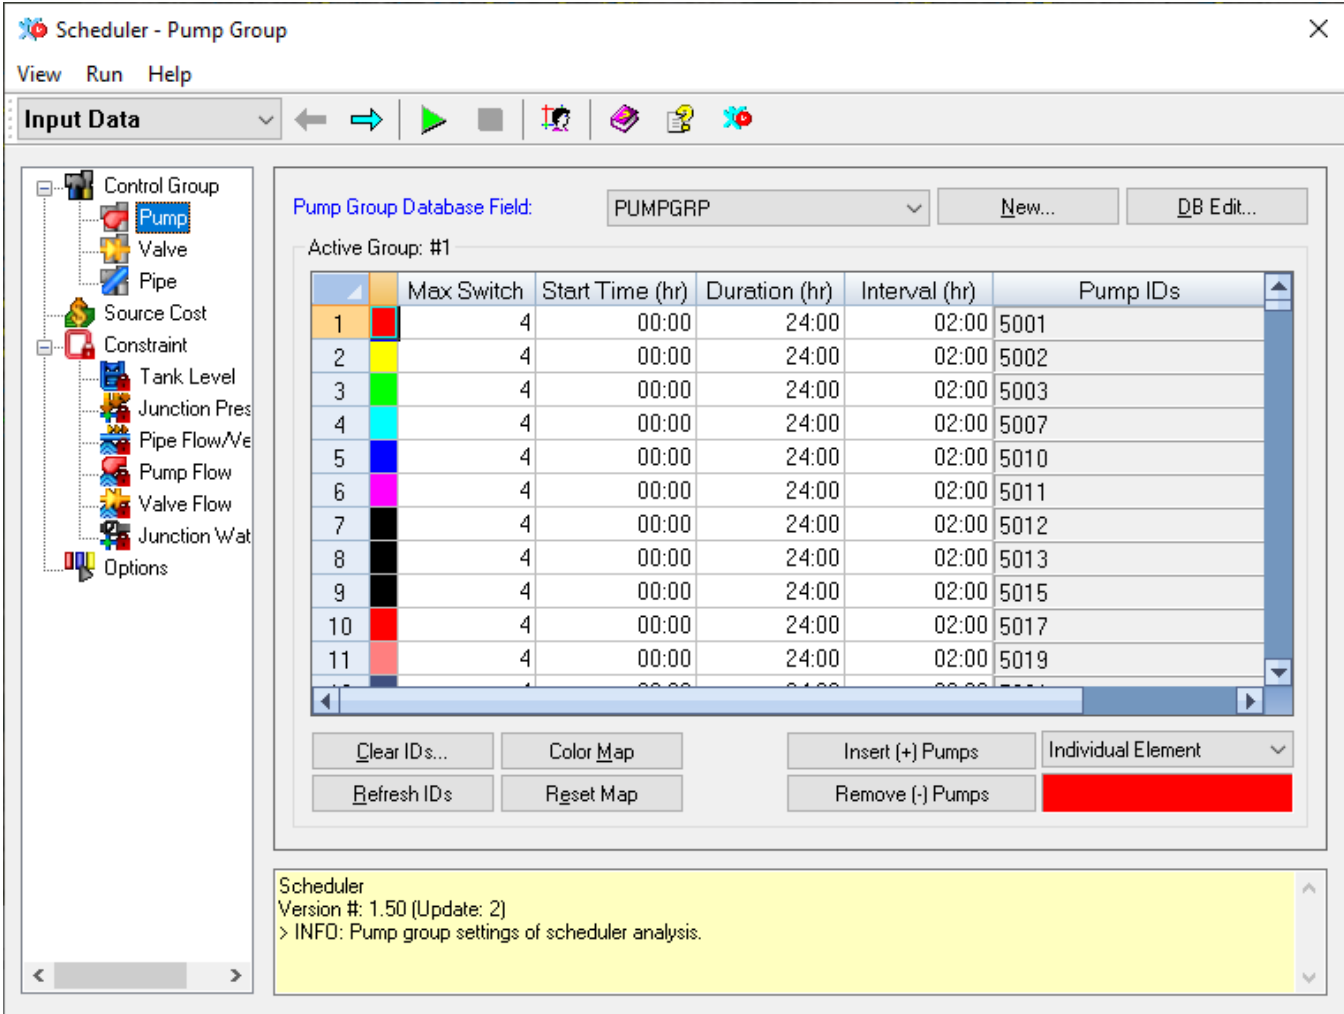 Scheduler - Pump Group
View Run Help
Input Data
Control Group
Pump
Valve
Pipe
Source Cost
Constraint
Tank Level
Junction Pres
Pipe Flow/Ve
Pump Flow
Valve Flow
Junction Wat
Options
Pump Group Database Field: PUMPGRP New... DB Edit...
Active Group: #1
Max Switch Start Time (hr) Duration (hr) Interval (hr) Pump IDs
1 4 00:00 24:00 02:00 5001
2 4 00:00 24:00 02:00 5002
3 4 00:00 24:00 02:00 5003
4 4 00:00 24:00 02:00 5007
5 4 00:00 24:00 02:00 5010
6 4 00:00 24:00 02:00 5011
7 4 00:00 24:00 02:00 5012
8 4 00:00 24:00 02:00 5013
9 4 00:00 24:00 02:00 5015
10 4 00:00 24:00 02:00 5017
11 4 00:00 24:00 02:00 5019
Clear IDs... Color Map Insert (+) Pumps Individual Element
Refresh IDs Reset Map Remove (-) Pumps
Scheduler
Version #: 1.50 (Update: 2)
> INFO: Pump group settings of scheduler analysis.